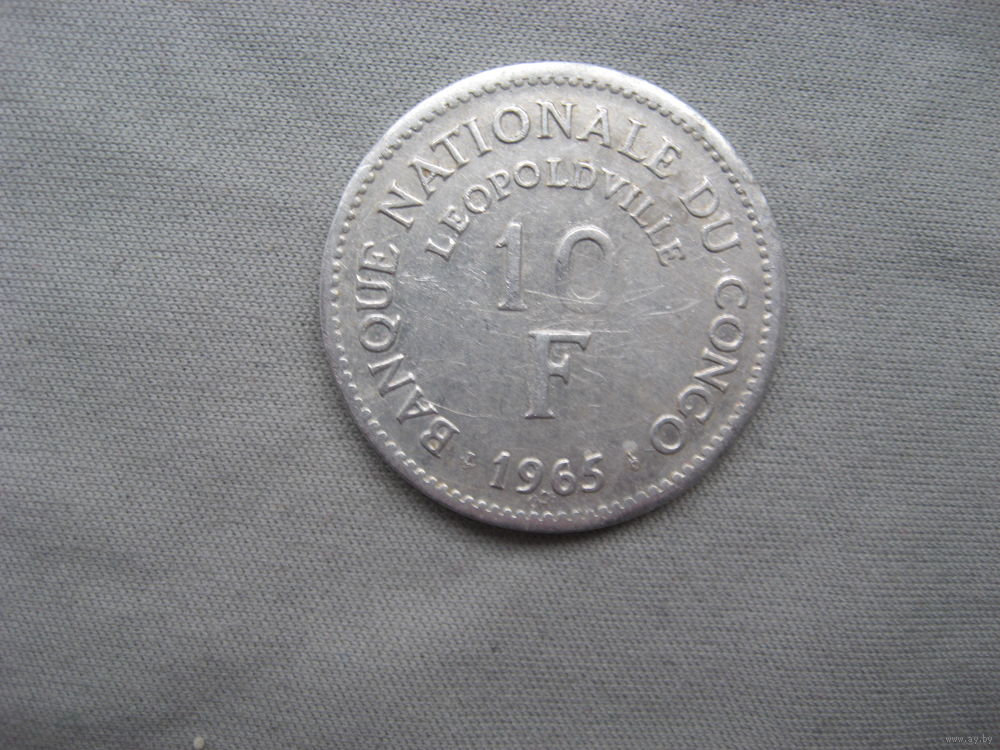 BANQUE NATIONALE DU CONGO
LEOPOLDVILLE
10
F
1965
www.ay.by